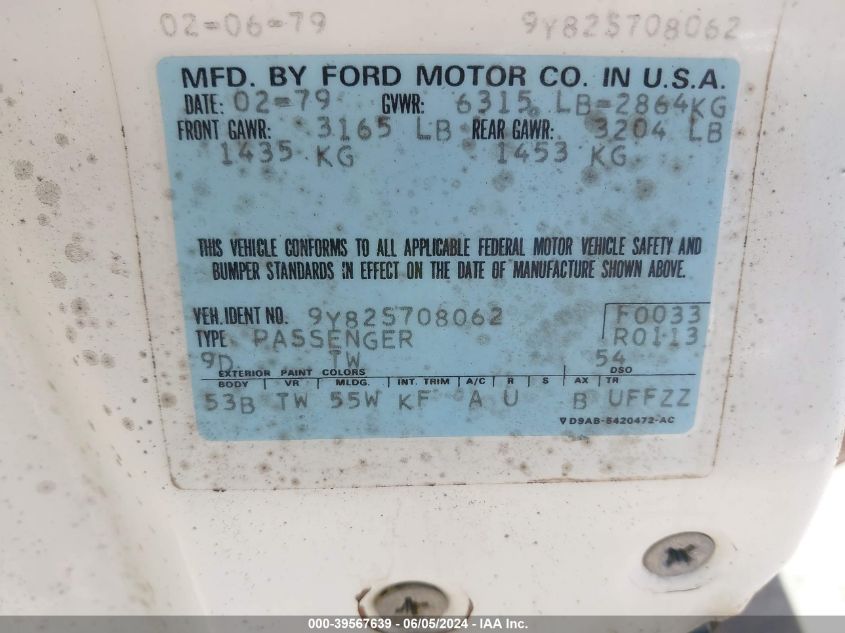 02-06-79 9Y82S708062
MFD. BY FORD MOTOR CO. IN U.S.A.
DATE: 02-79 GVWR: 6315 LB=2864KG
FRONT GAWR: 3165 LB REAR GAWR: 3204 LB
1435 KG 1453 KG
THIS VEHICLE CONFORMS TO ALL APPLICABLE FEDERAL MOTOR VEHICLE SAFETY AND
BUMPER STANDARDS IN EFFECT ON THE DATE OF MANUFACTURE SHOWN ABOVE.
VEH. IDENT NO. 9Y82S708062 F0033
TYPE PASSENGER R0113
9D TW 54
EXTERIOR PAINT COLORS DSO
BODY VR MLDG. INT. TRIM A/C R S AX TR
53B TW 55W KF A U B UFFZZ
▽D9AB-5420472-AC
000-39567639 - 06/05/2024 - IAA Inc.